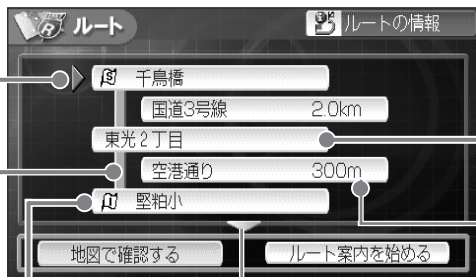 ルート
ルートの情報
千鳥橋
国道3号線 2.0km
東光2丁目
空港通り 300m
堅粕小
地図で確認する
ルート案内を始める